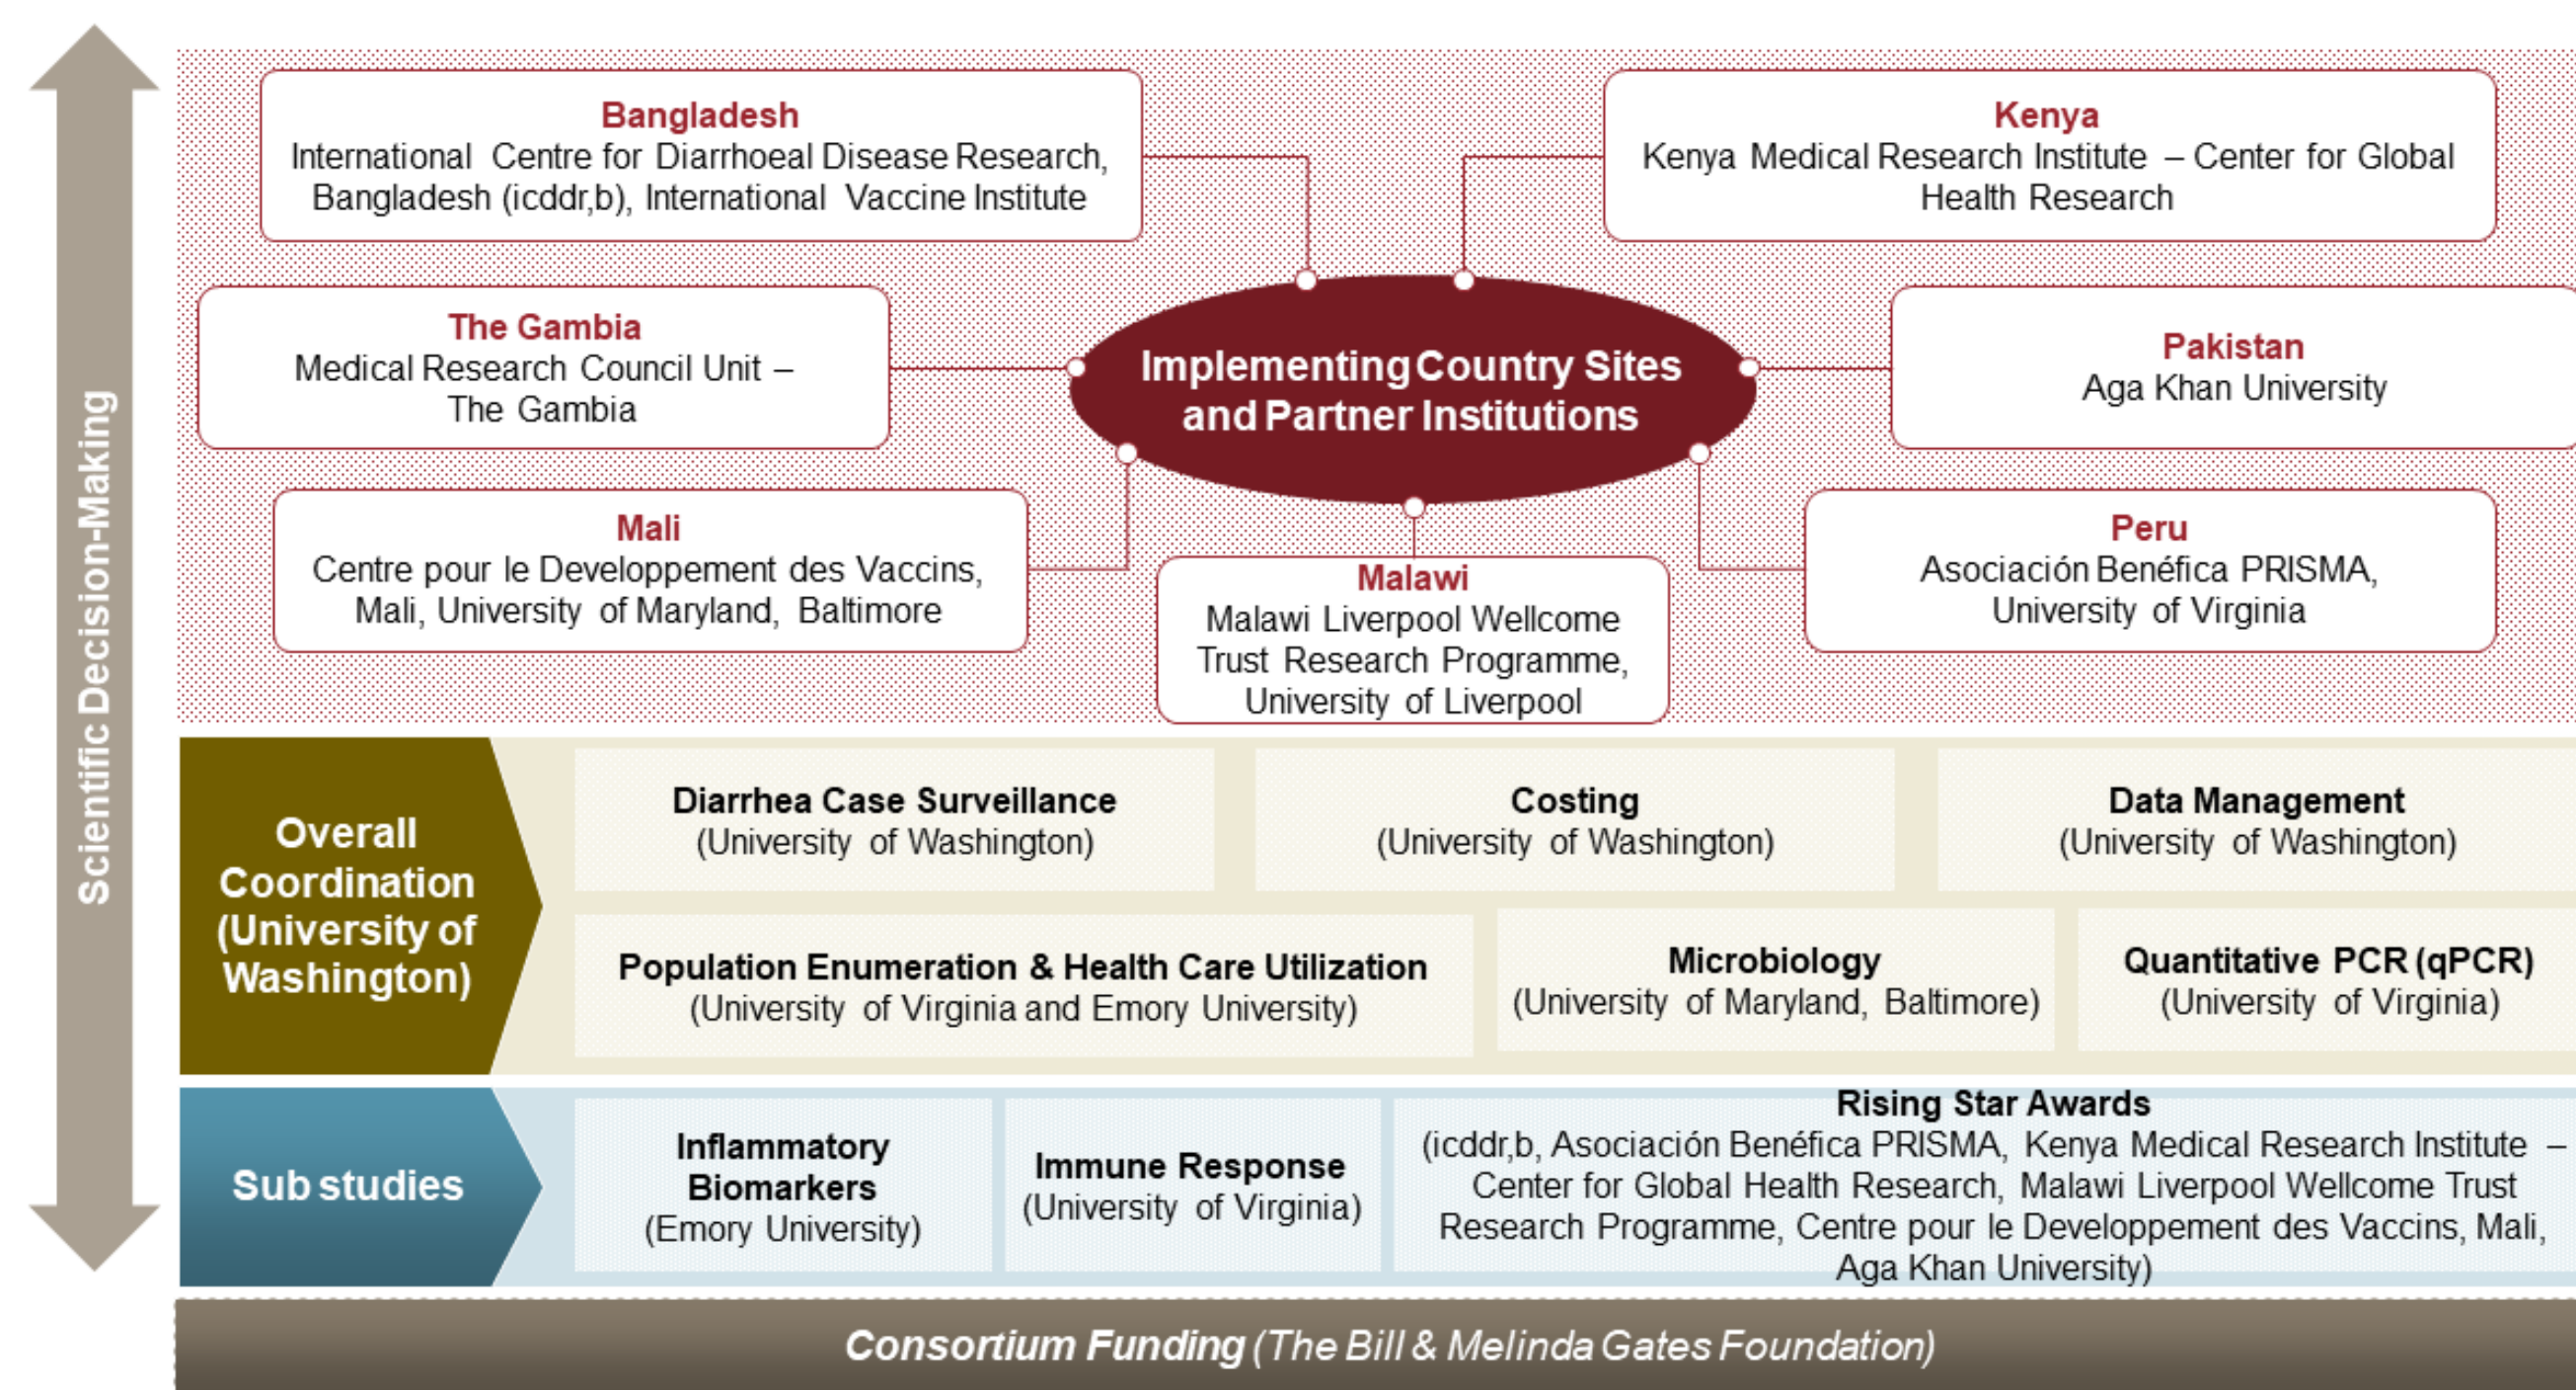 Scientific Decision-Making
Bangladesh
International Centre for Diarrhoeal Disease Research,
Bangladesh (icddr,b), International Vaccine Institute
Kenya
Kenya Medical Research Institute – Center for Global
Health Research
The Gambia
Medical Research Council Unit –
The Gambia
Implementing Country Sites
and Partner Institutions
Pakistan
Aga Khan University
Mali
Centre pour le Developpement des Vaccins,
Mali, University of Maryland, Baltimore
Malawi
Malawi Liverpool Wellcome
Trust Research Programme,
University of Liverpool
Peru
Asociación Benéfica PRISMA,
University of Virginia
Overall
Coordination
(University of
Washington)
Diarrhea Case Surveillance
(University of Washington)
Costing
(University of Washington)
Data Management
(University of Washington)
Population Enumeration & Health Care Utilization
(University of Virginia and Emory University)
Microbiology
(University of Maryland, Baltimore)
Quantitative PCR (qPCR)
(University of Virginia)
Sub studies
Inflammatory
Biomarkers
(Emory University)
Immune Response
(University of Virginia)
Rising Star Awards
(icddr,b, Asociación Benéfica PRISMA, Kenya Medical Research Institute –
Center for Global Health Research, Malawi Liverpool Wellcome Trust
Research Programme, Centre pour le Developpement des Vaccins, Mali,
Aga Khan University)
Consortium Funding (The Bill & Melinda Gates Foundation)